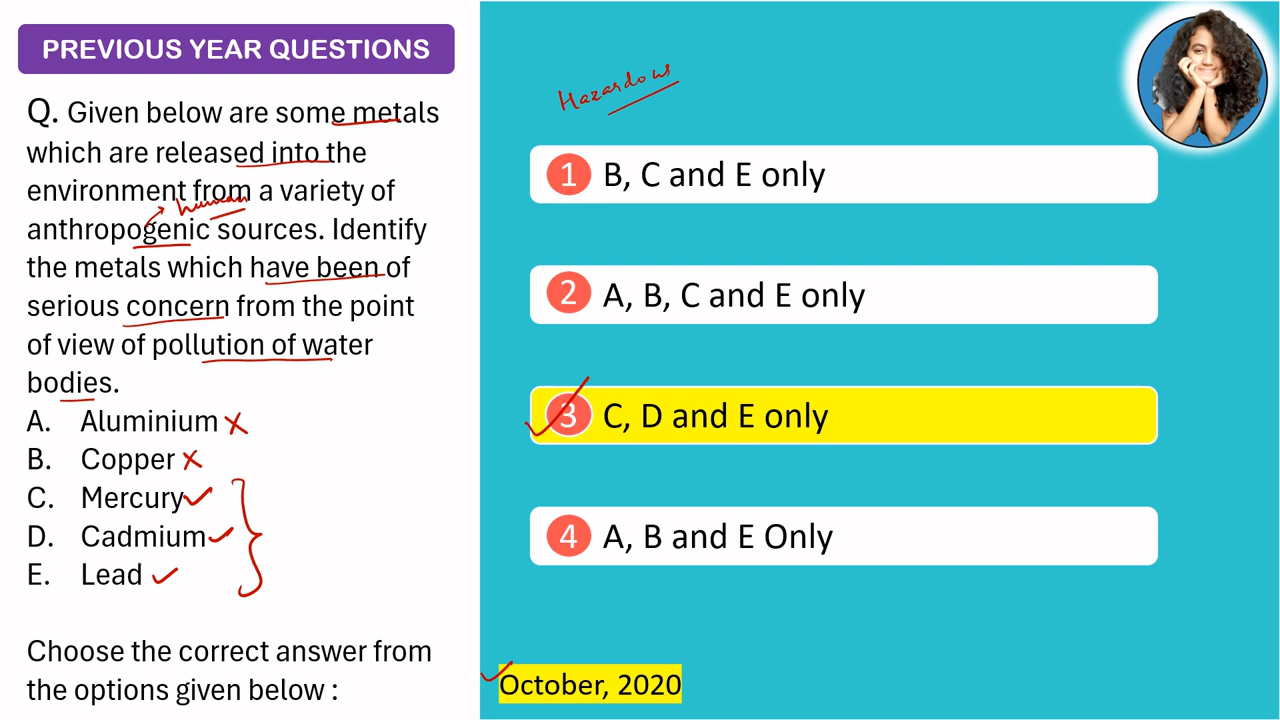 PREVIOUS YEAR QUESTIONS
Q. Given below are some metals
which are released into the
environment from a variety of
human
anthropogenic sources. Identify
the metals which have been of
serious concern from the point
of view of pollution of water
bodies.
A. Aluminium
B. Copper
C. Mercury
D. Cadmium
E. Lead
Choose the correct answer from
the options given below :
Hazardous
1 B, C and E only
2 A, B, C and E only
3 C, D and E only
4 A, B and E Only
October, 2020